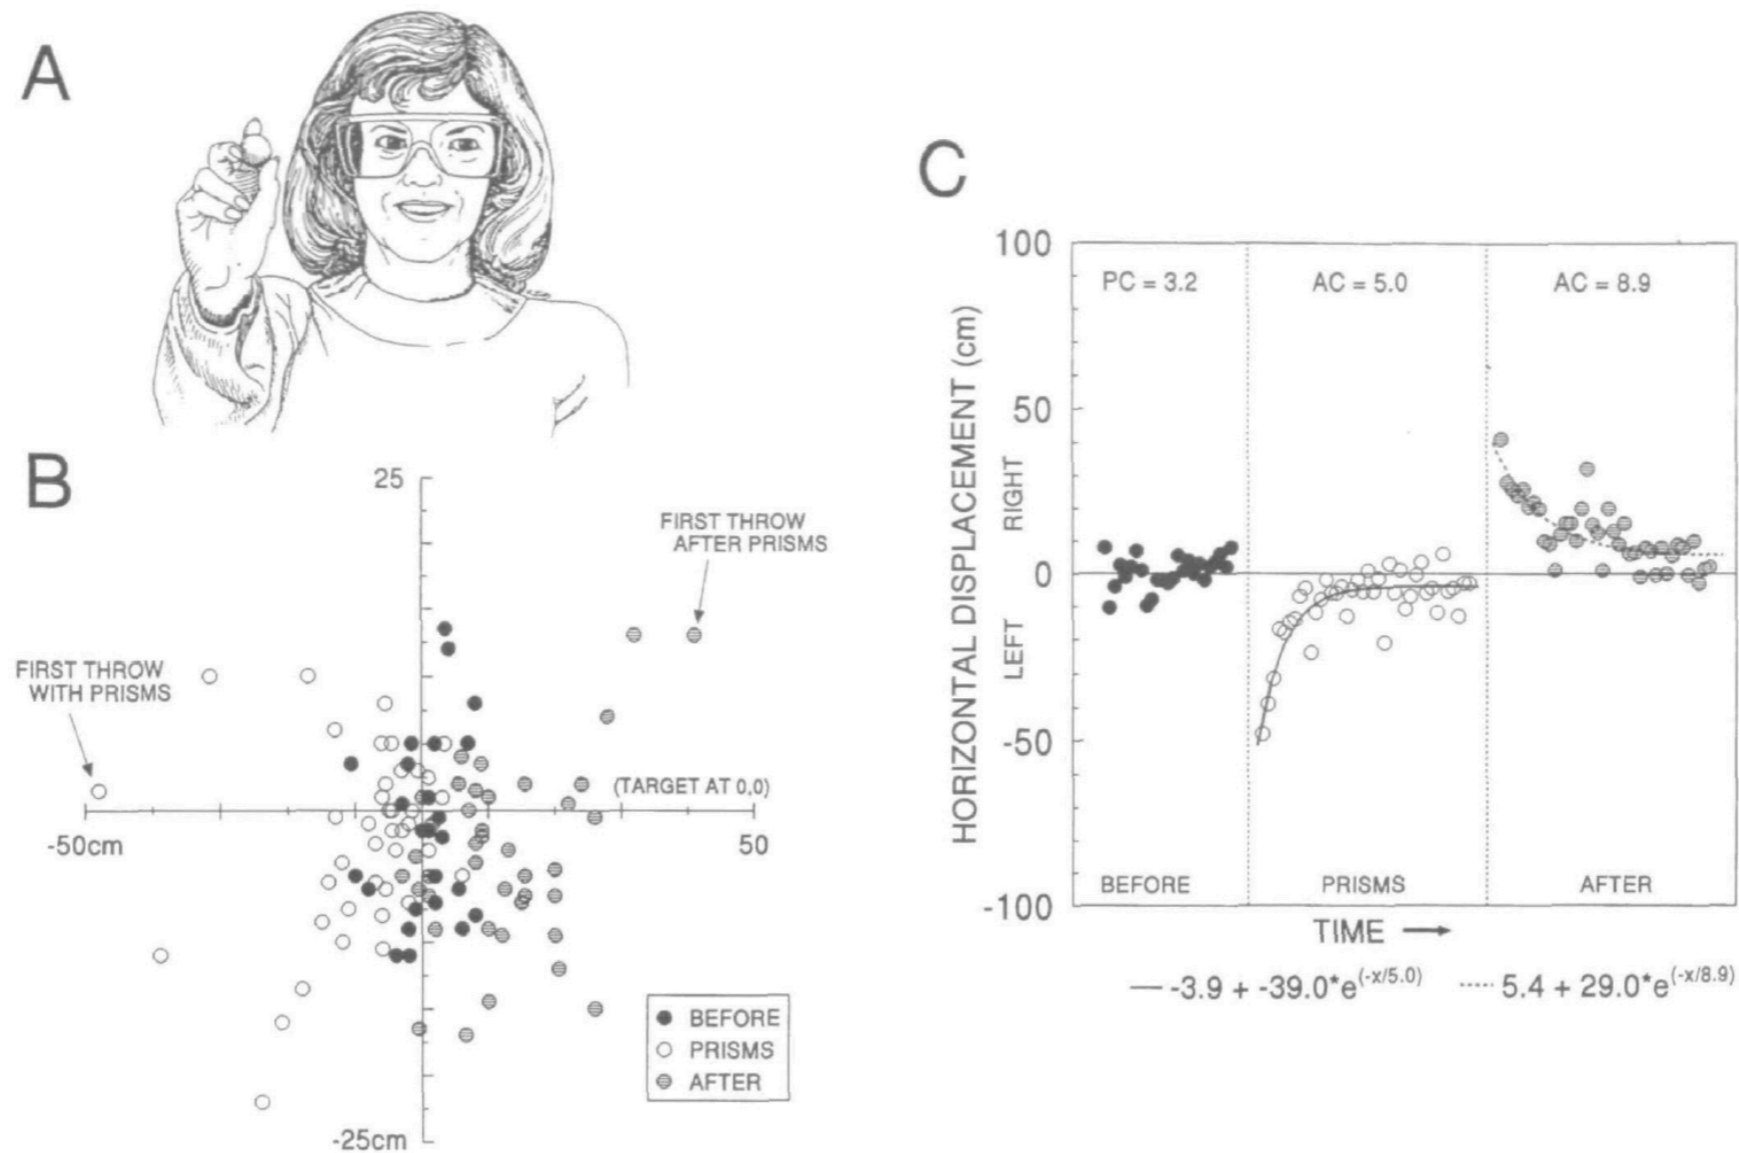 A
B
25
FIRST THROW
AFTER PRISMS
FIRST THROW
WITH PRISMS
(TARGET AT 0,0)
-50cm
50
BEFORE
PRISMS
AFTER
-25cm
C
100
PC = 3.2
AC = 5.0
AC = 8.9
50
0
-50
-100
HORIZONTAL DISPLACEMENT (cm)
LEFT
RIGHT
BEFORE
PRISMS
AFTER
TIME
-3.9 + -39.0*e(-x/5.0)
5.4 + 29.0*e(-x/8.9)